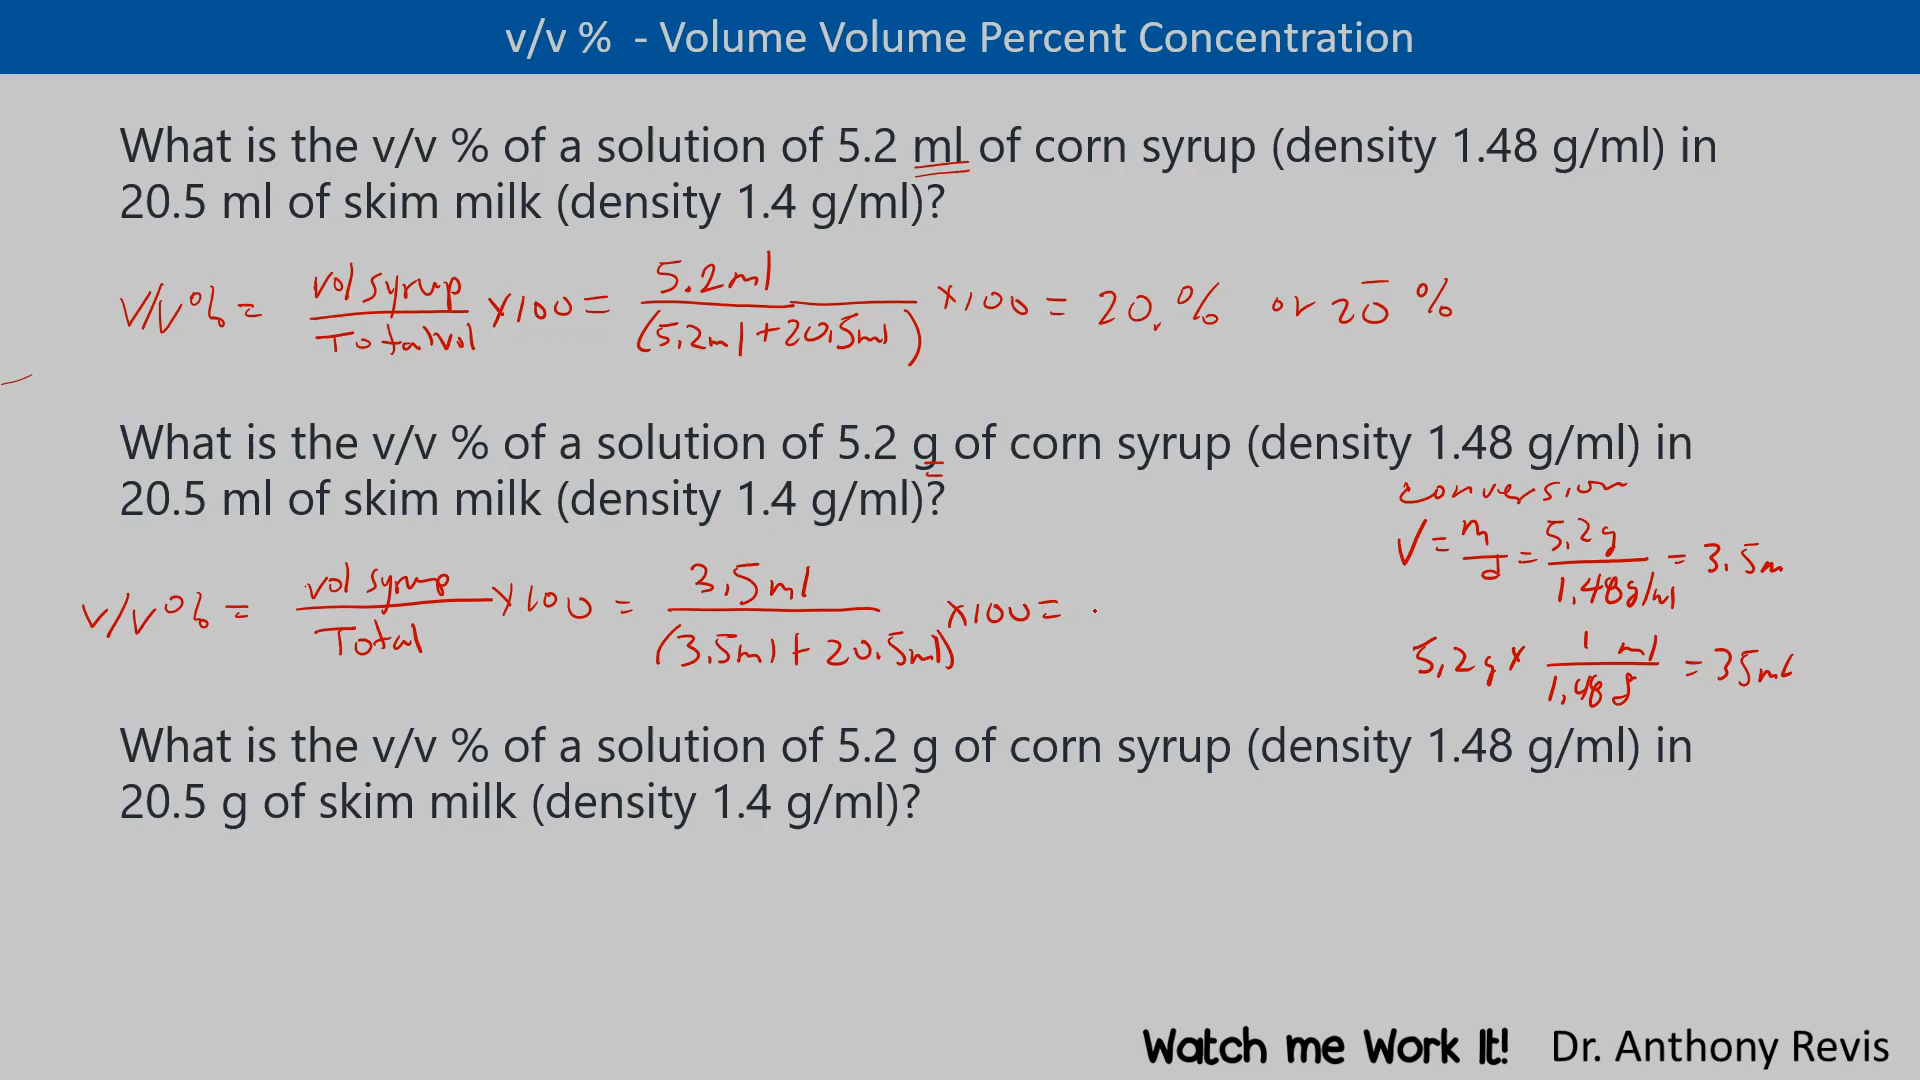 v/v % - Volume Volume Percent Concentration
What is the v/v % of a solution of 5.2 ml of corn syrup (density 1.48 g/ml) in
20.5 ml of skim milk (density 1.4 g/ml)?
V/V% = vol syrup / Total vol x100 = 5.2ml / (5.2ml + 20.5ml) x100 = 20.% or 20̅ %
What is the v/v % of a solution of 5.2 g of corn syrup (density 1.48 g/ml) in
20.5 ml of skim milk (density 1.4 g/ml)?
conversion
V = m / d = 5.2g / 1.48g/ml = 3.5m
v/v% = vol syrup / Total x100 = 3.5ml / (3.5ml + 20.5ml) x100 =
5.2g x 1 ml / 1.48g = 35ml
What is the v/v % of a solution of 5.2 g of corn syrup (density 1.48 g/ml) in
20.5 g of skim milk (density 1.4 g/ml)?
Watch me Work It! Dr. Anthony Revis